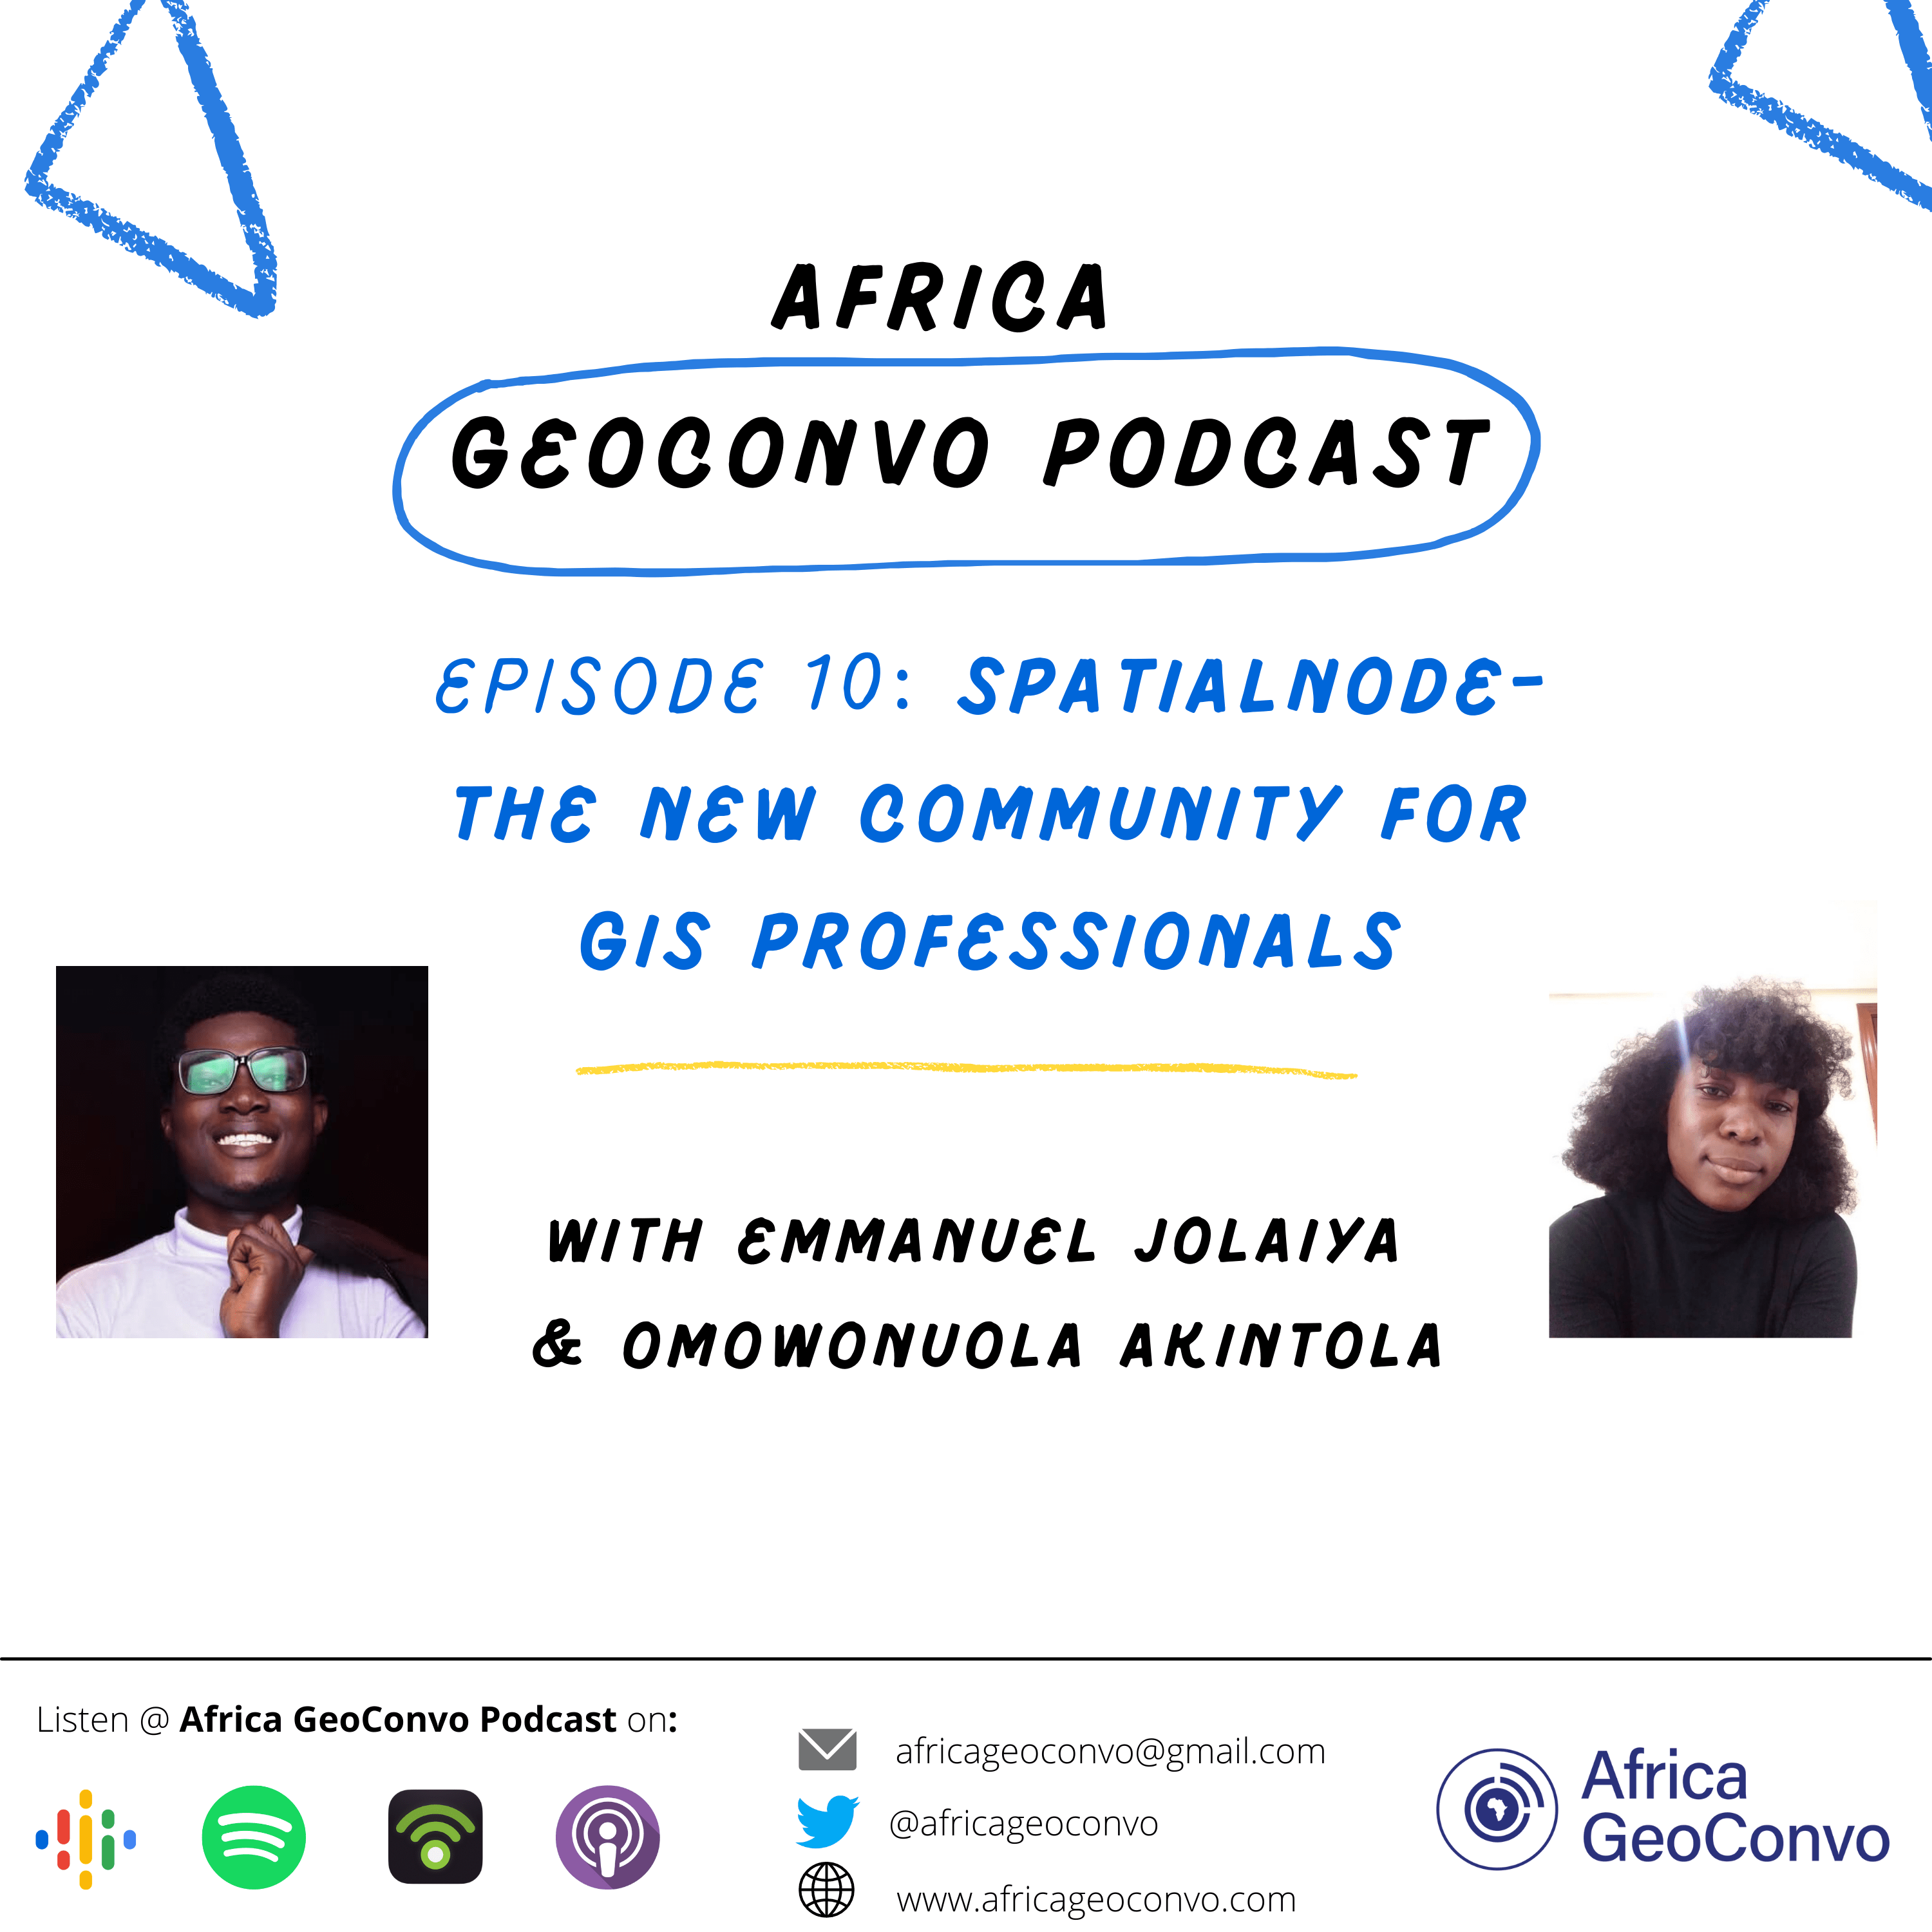 AFRICA
GEOCONVO PODCAST
EPISODE 10: SPATIALNODE-
THE NEW COMMUNITY FOR
GIS PROFESSIONALS
WITH EMMANUEL JOLAIYA
& OMOWONUOLA AKINTOLA
Listen @ Africa GeoConvo Podcast on:
africageoconvo@gmail.com
@africageoconvo
www.africageoconvo.com
Africa
GeoConvo